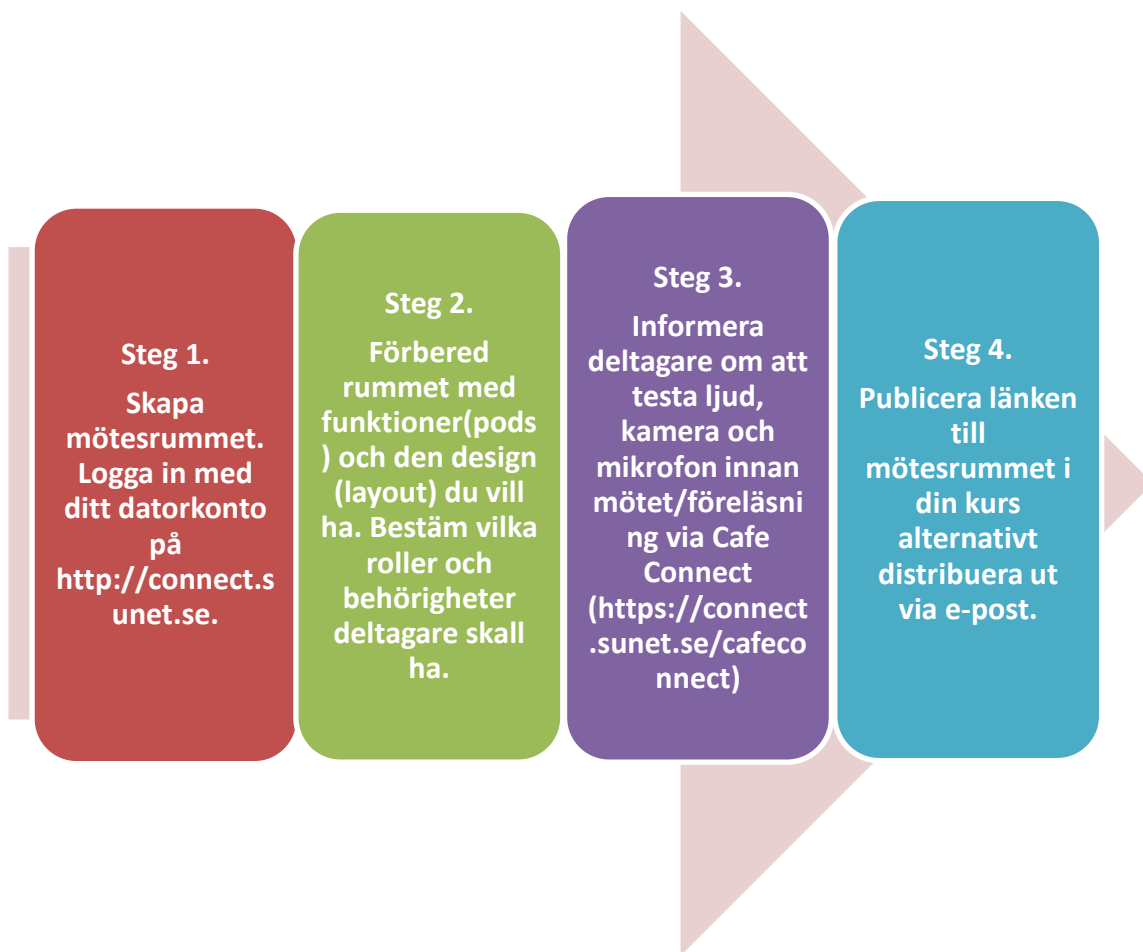 Steg 1.
Skapa
mötesrummet.
Logga in med
ditt datorkonto
på
http://connect.s
unet.se.
Steg 2.
Förbered
rummet med
funktioner(pods
) och den design
(layout) du vill
ha. Bestäm vilka
roller och
behörigheter
deltagare skall
ha.
Steg 3.
Informera
deltagare om att
testa ljud,
kamera och
mikrofon innan
mötet/föreläsni
ng via Cafe
Connect
(https://connect
.sunet.se/cafeco
nnect)
Steg 4.
Publicera länken
till
mötesrummet i
din kurs
alternativt
distribuera ut
via e-post.